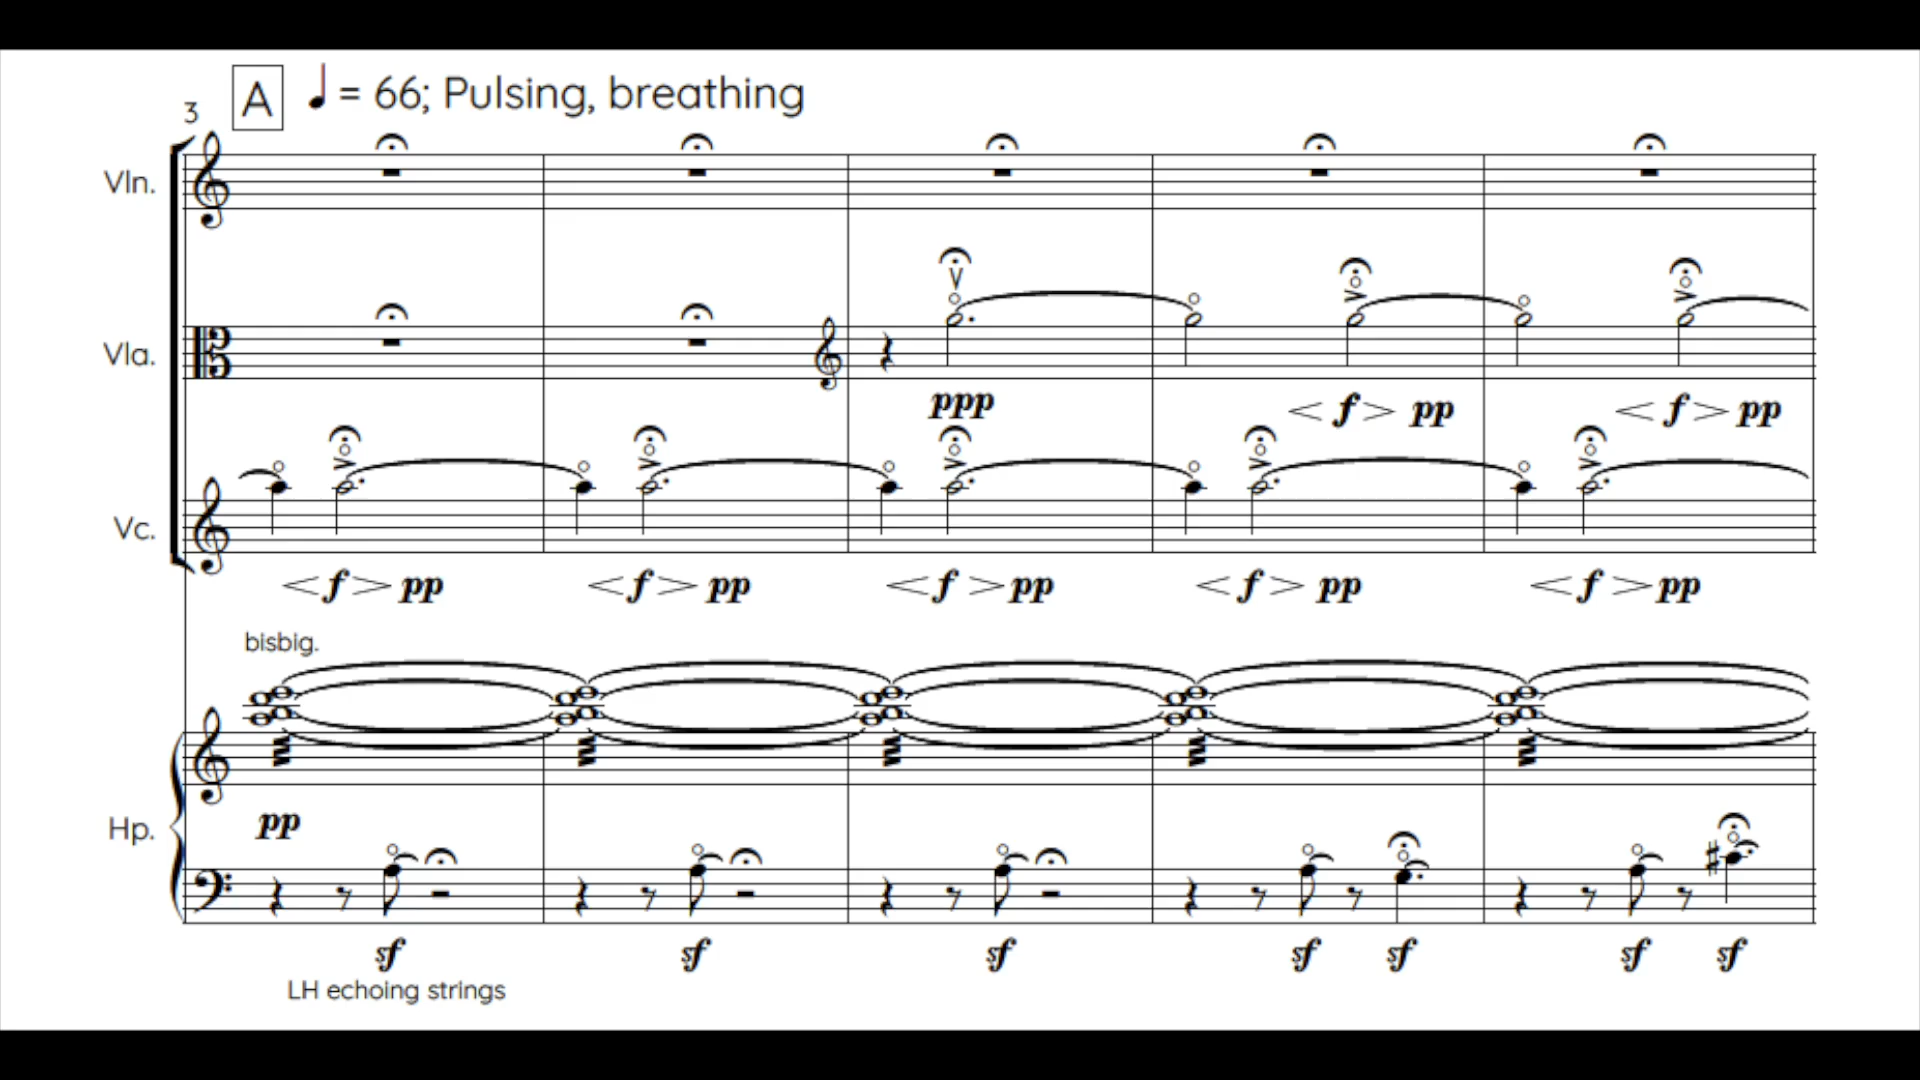 3 A ♩ = 66; Pulsing, breathing
Vln.
Vla.
ppp < f > pp < f > pp
Vc.
< f > pp < f > pp < f > pp < f > pp < f > pp
bisbig.
Hp.
pp
sf sf sf sf sf sf sf
LH echoing strings